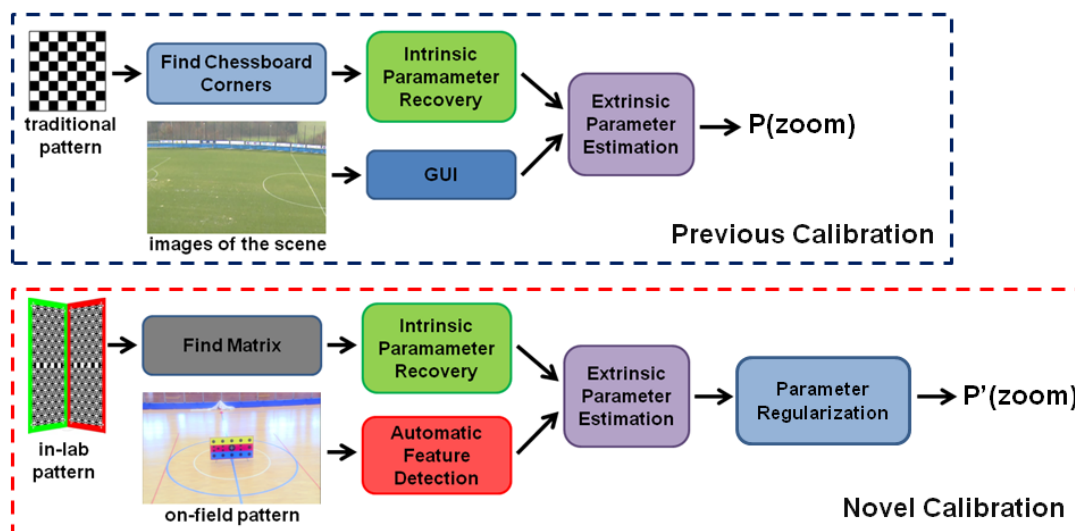 traditional
pattern
Find Chessboard
Corners
Intrinsic
Paramameter
Recovery
images of the scene
GUI
Extrinsic
Parameter
Estimation
P(zoom)
Previous Calibration
in-lab
pattern
Find Matrix
Intrinsic
Paramameter
Recovery
on-field pattern
Automatic
Feature
Detection
Extrinsic
Parameter
Estimation
Parameter
Regularization
P’(zoom)
Novel Calibration